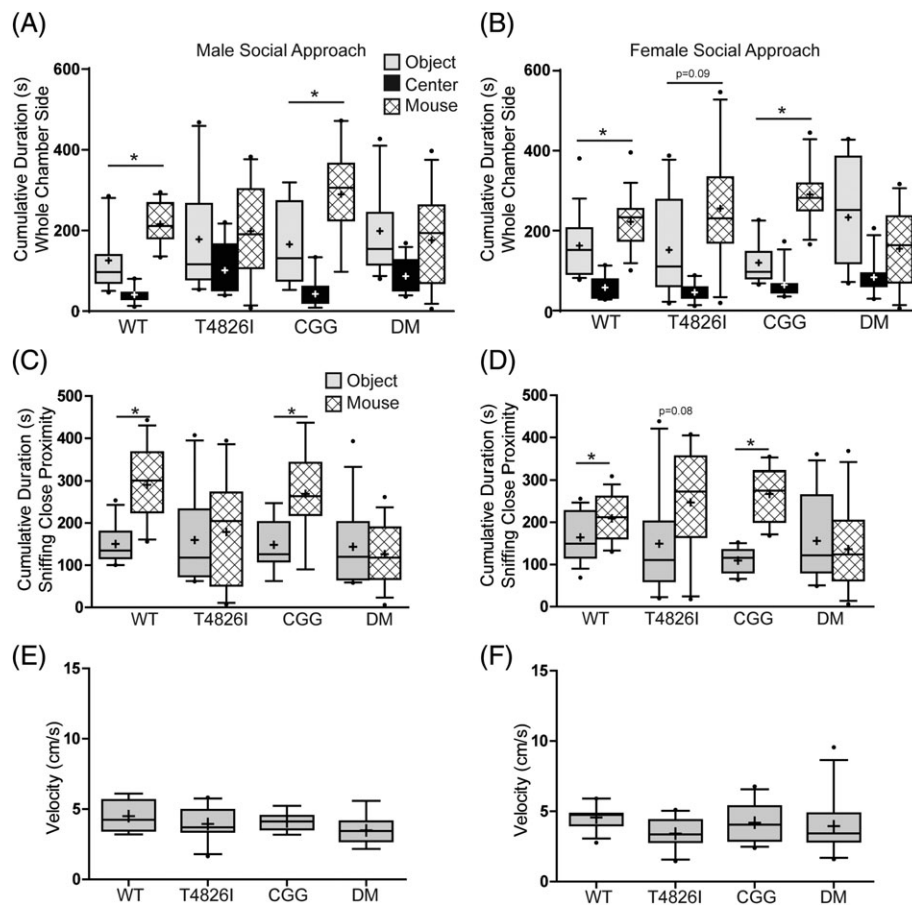 (A)
Male Social Approach
Object
Center
Mouse
Cumulative Duration (s)
Whole Chamber Side
600
400
200
0
*
*
WT
T4826I
CGG
DM
(B)
Female Social Approach
Cumulative Duration (s)
Whole Chamber Side
600
400
200
0
*
p=0.09
*
WT
T4826I
CGG
DM
(C)
Object
Mouse
Cumulative Duration (s)
Sniffing Close Proximity
500
400
300
200
100
0
*
*
WT
T4826I
CGG
DM
(D)
Cumulative Duration (s)
Sniffing Close Proximity
500
400
300
200
100
0
*
p=0.08
*
WT
T4826I
CGG
DM
(E)
Velocity (cm/s)
15
10
5
0
WT
T4826I
CGG
DM
(F)
Velocity (cm/s)
15
10
5
0
WT
T4826I
CGG
DM